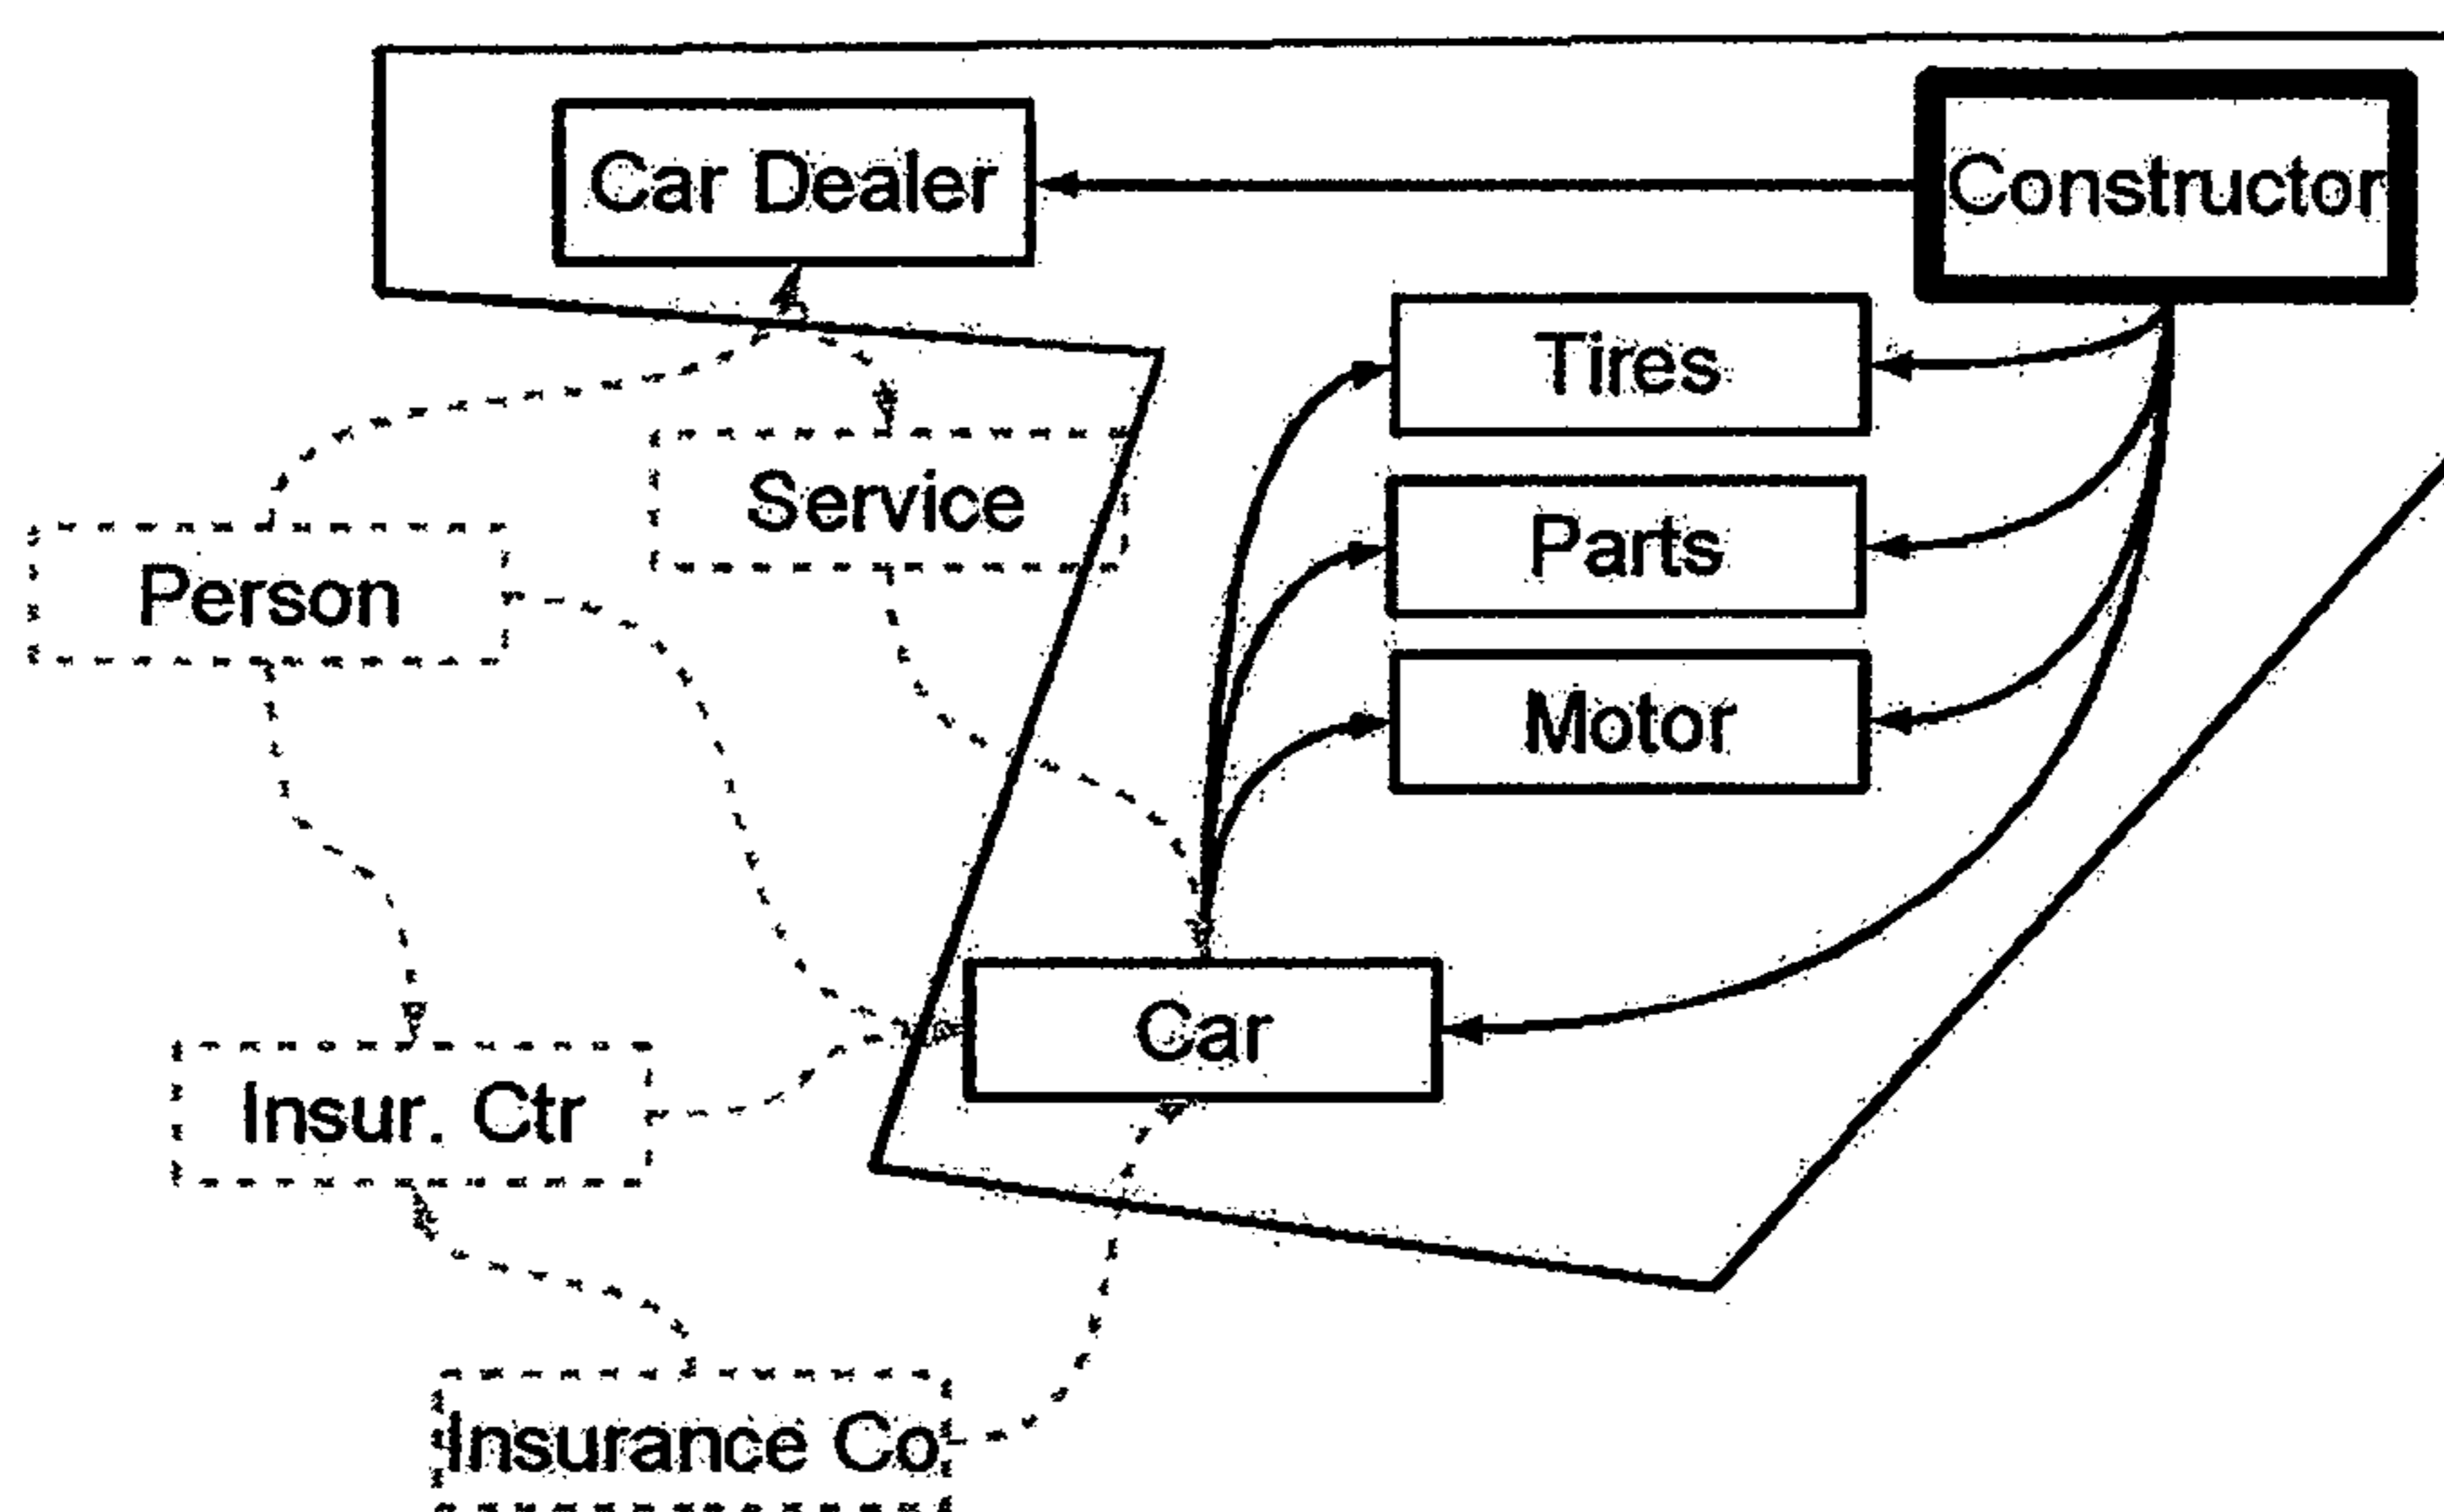 Car Dealer
Constructor
Tires
Service
Parts
Person
Motor
Car
Insur. Ctr
Insurance Co